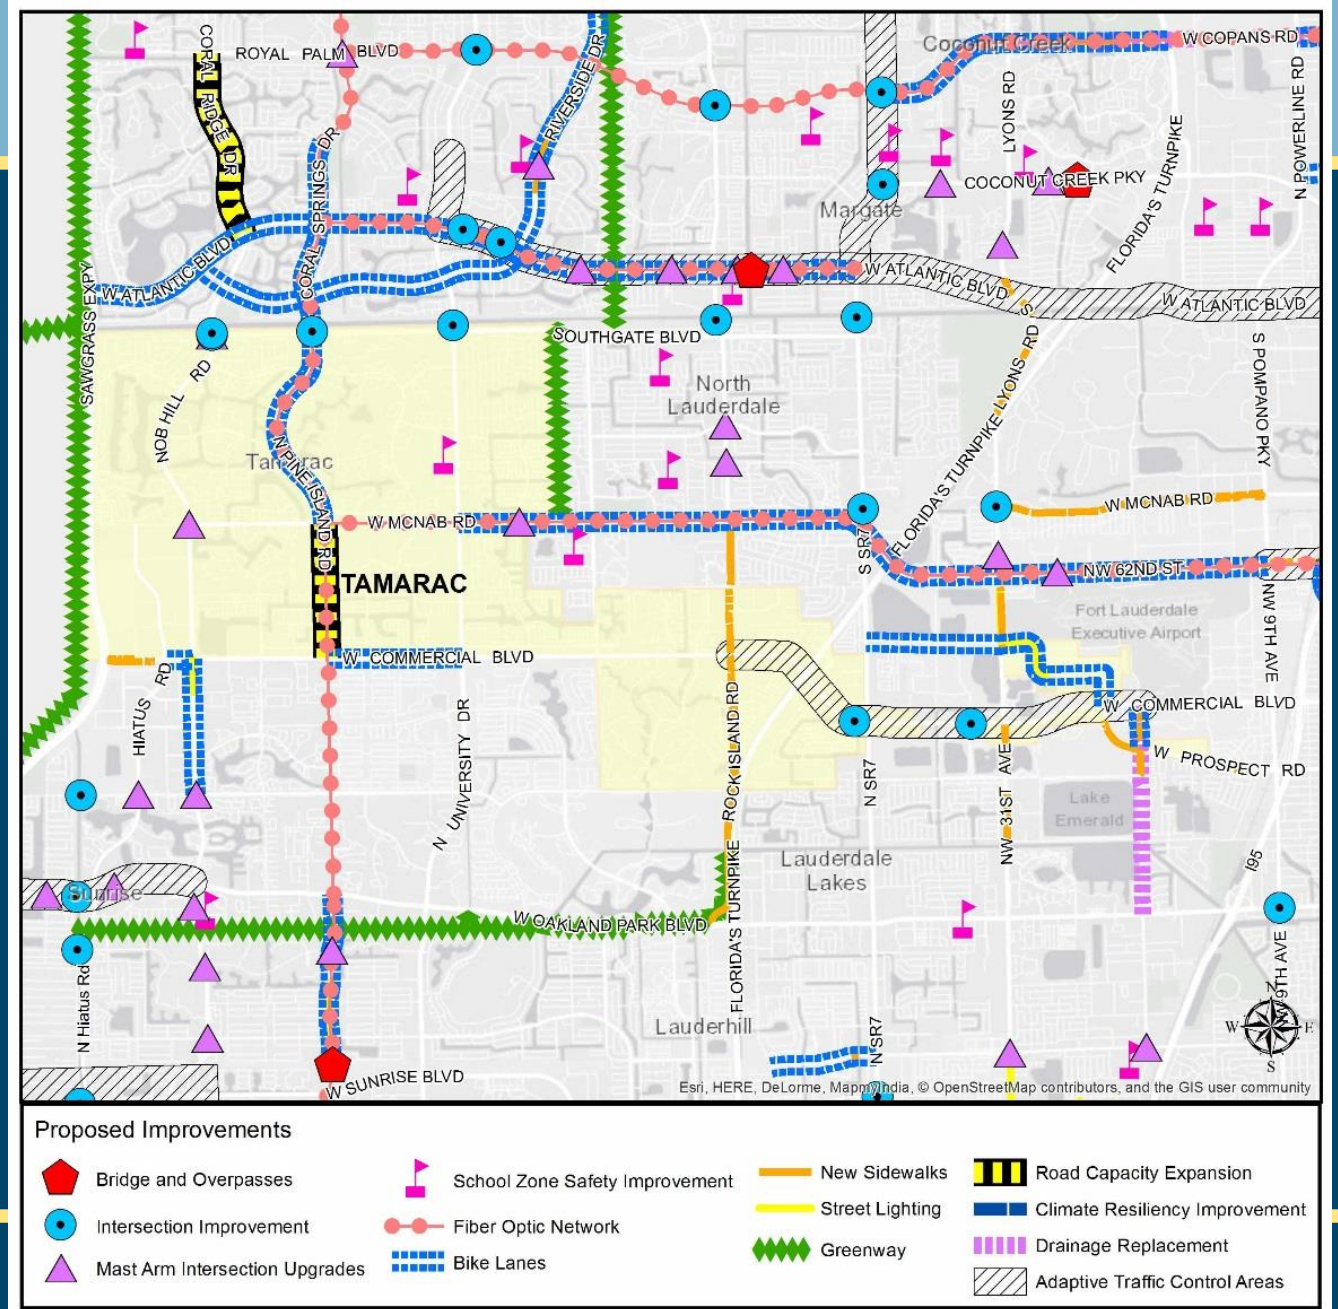 CORAL RIDGE DR
ROYAL PALM BLVD
RIVERSIDE DR
Coconut Creek
W COPANS RD
LYONS RD
N POWERLINE RD
CORAL SPRINGS DR
COCONUT CREEK PKY
FLORIDA'S TURNPIKE
Margate
SAWGRASS EXPY
W ATLANTIC BLVD
W ATLANTIC BLVD
W ATLANTIC BLVD
SOUTHGATE BLVD
S LYONS RD
S POMPANO PKY
NOB HILL RD
North
Lauderdale
Tamarac
N PINE ISLAND RD
FLORIDA'S TURNPIKE
W MCNAB RD
W MCNAB RD
S SR7
NW 62ND ST
TAMARAC
Fort Lauderdale
Executive Airport
NW 9TH AVE
W COMMERCIAL BLVD
HIATUS RD
ROCK ISLAND RD
W COMMERCIAL BLVD
N UNIVERSITY DR
N SR7
NW 31ST AVE
W PROSPECT RD
Lake
Emerald
Lauderdale
Lakes
I95
Sunrise
W OAKLAND PARK BLVD
FLORIDA'S TURNPIKE
N Hiatus Rd
9TH AVE
Lauderhill
N SR7
N
W E
S
W SUNRISE BLVD
Esri, HERE, DeLorme, MapmyIndia, © OpenStreetMap contributors, and the GIS user community
Proposed Improvements
Bridge and Overpasses
Intersection Improvement
Mast Arm Intersection Upgrades
School Zone Safety Improvement
Fiber Optic Network
Bike Lanes
New Sidewalks
Street Lighting
Greenway
Road Capacity Expansion
Climate Resiliency Improvement
Drainage Replacement
Adaptive Traffic Control Areas